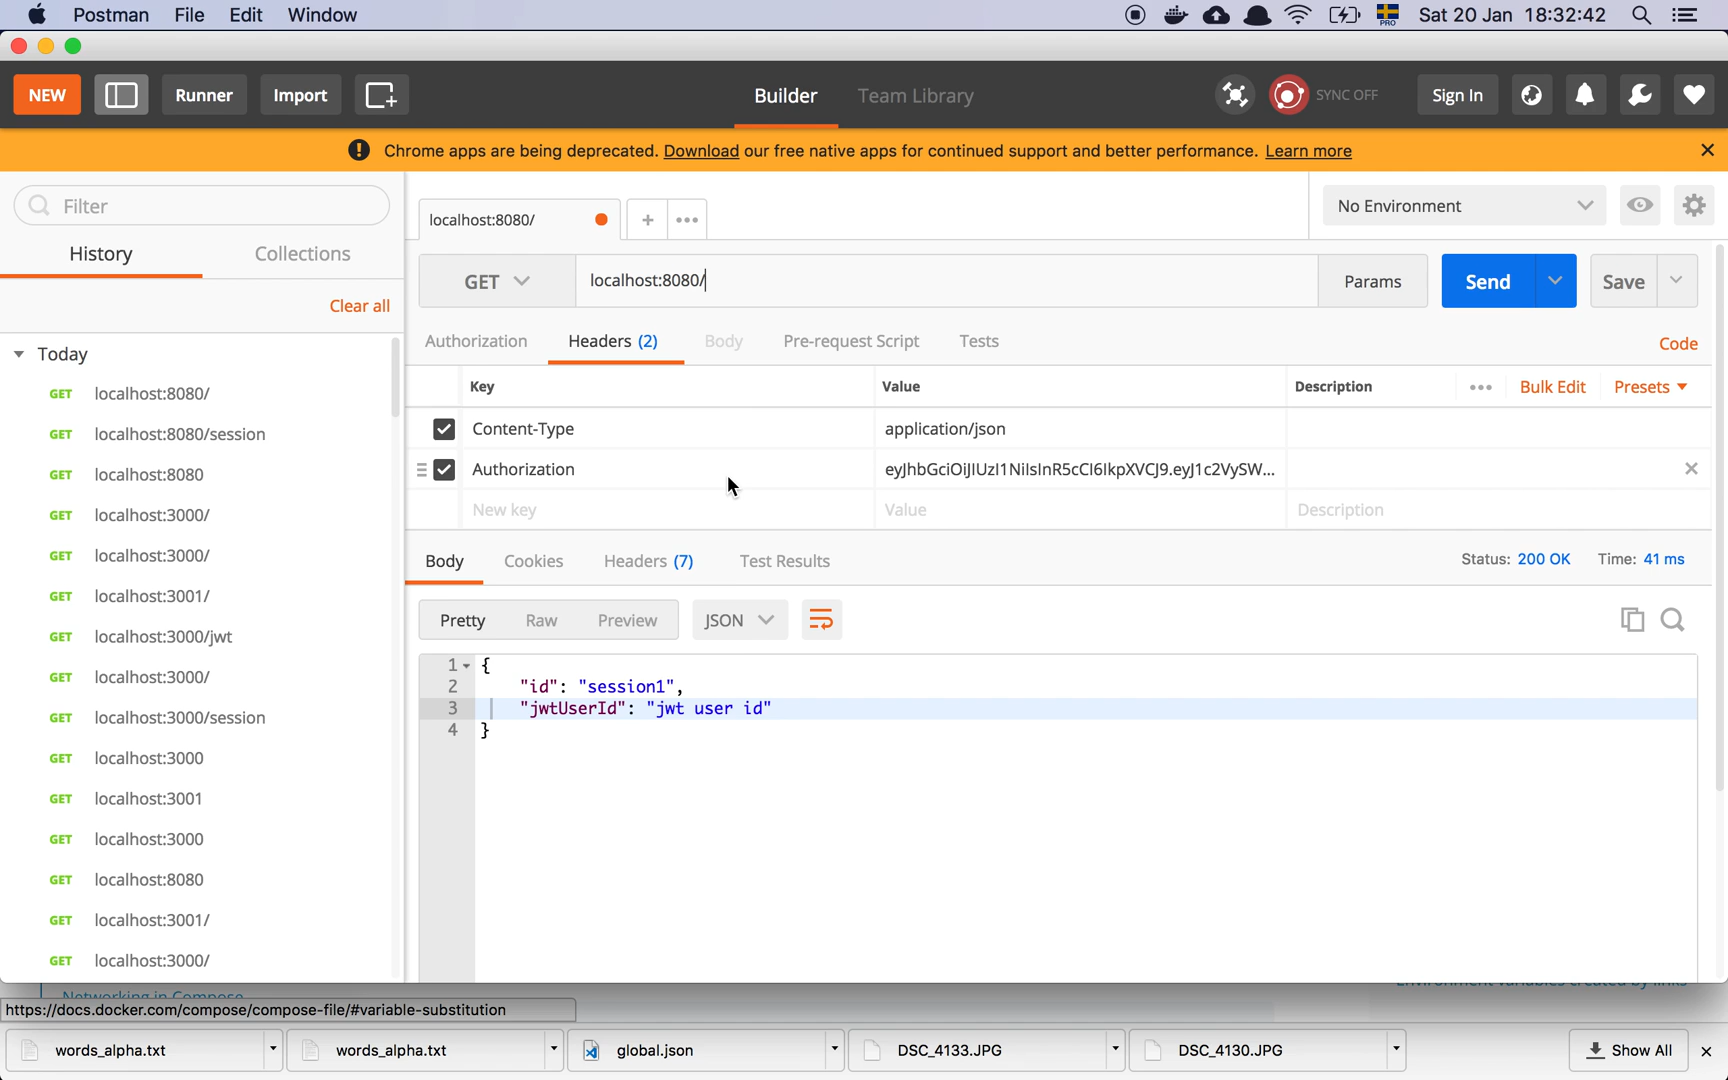 Postman File Edit Window PRO Sat 20 Jan 18:32:42
NEW Runner Import Builder Team Library SYNC OFF Sign In
Chrome apps are being deprecated. Download our free native apps for continued support and better performance. Learn more
Filter
localhost:8080/
No Environment
History Collections
GET localhost:8080/ Params Send Save
Clear all
Authorization Headers (2) Body Pre-request Script Tests Code
Today
Key Value Description Bulk Edit Presets
Content-Type application/json
Authorization eyJhbGciOiJIUzI1NiIsInR5cCI6IkpXVCJ9.eyJ1c2VySW...
New key Value Description
GET localhost:8080/
GET localhost:8080/session
GET localhost:8080
GET localhost:3000/
GET localhost:3000/
GET localhost:3001/
GET localhost:3000/jwt
GET localhost:3000/
GET localhost:3000/session
GET localhost:3000
GET localhost:3001
GET localhost:3000
GET localhost:8080
GET localhost:3001/
GET localhost:3000/
Body Cookies Headers (7) Test Results Status: 200 OK Time: 41 ms
Pretty Raw Preview JSON
1 {
2 "id": "session1",
3 "jwtUserId": "jwt user id"
4 }
Networking in Compose
Environment variables created by links
https://docs.docker.com/compose/compose-file/#variable-substitution
words_alpha.txt words_alpha.txt global.json DSC_4133.JPG DSC_4130.JPG Show All